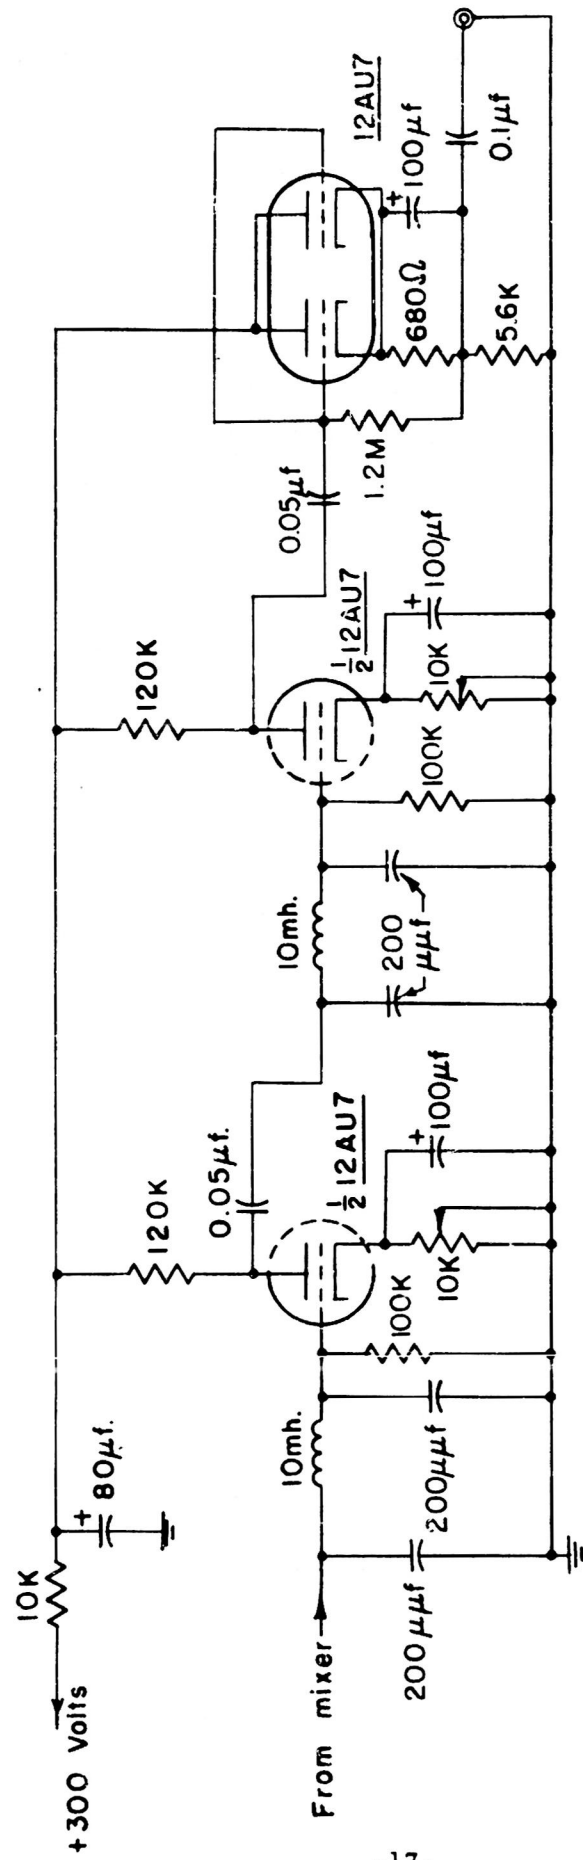 +300 Volts
10K
80µf.
120K
0.05µf.
½ 12AU7
10mh.
From mixer
200µµf
200µµf
100K
10K
100µf
10mh.
200
µµf
120K
0.05µf
½ 12AU7
100K
10K
100µf
1.2M
12AU7
680Ω
100µf
5.6K
0.1µf
17